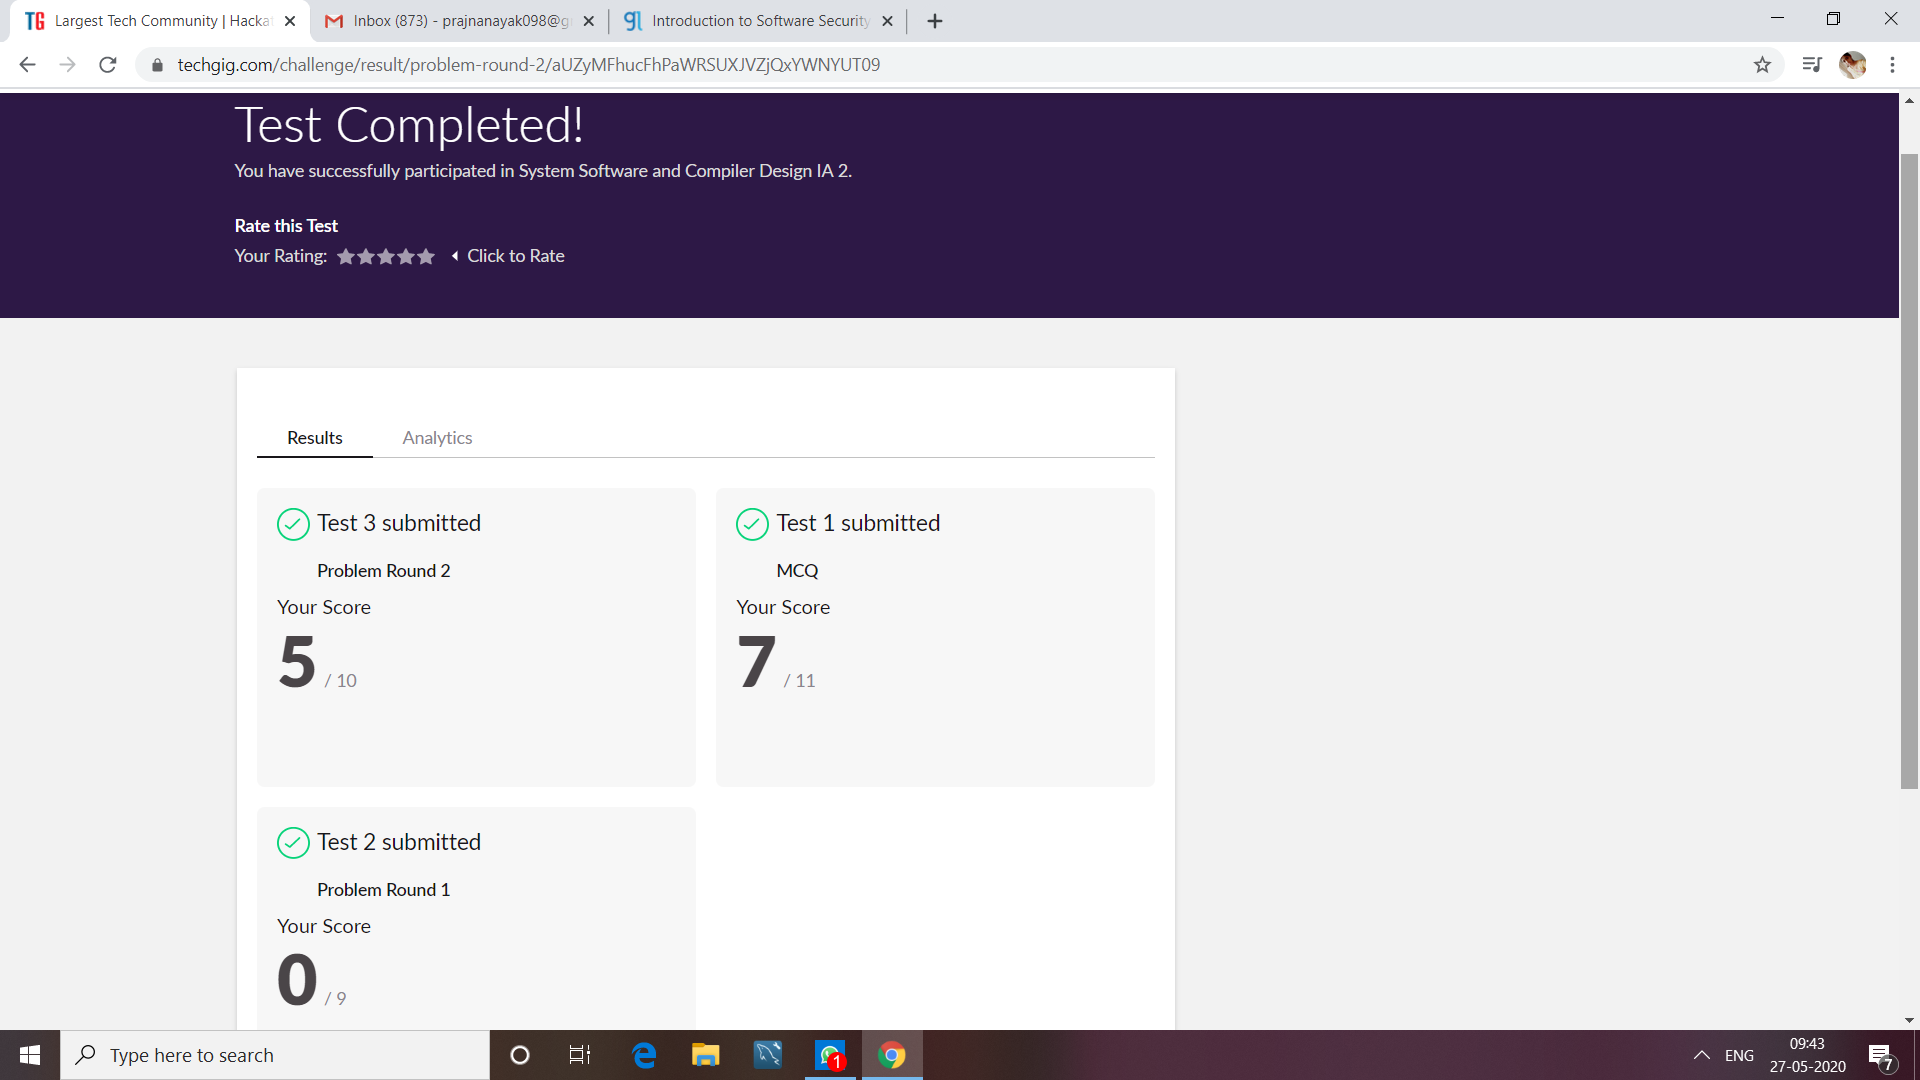 TG Largest Tech Community | Hacka
Inbox (873) - prajnanayak098@g
gl Introduction to Software Security
techgig.com/challenge/result/problem-round-2/aUZyMFhucFhPaWRSUXJVZjQxYWNYUT09
Test Completed!
You have successfully participated in System Software and Compiler Design IA 2.
Rate this Test
Your Rating: Click to Rate
Results Analytics
Test 3 submitted
Problem Round 2
Your Score
5 / 10
Test 1 submitted
MCQ
Your Score
7 / 11
Test 2 submitted
Problem Round 1
Your Score
0 / 9
Type here to search
1
ENG
09:43
27-05-2020
7